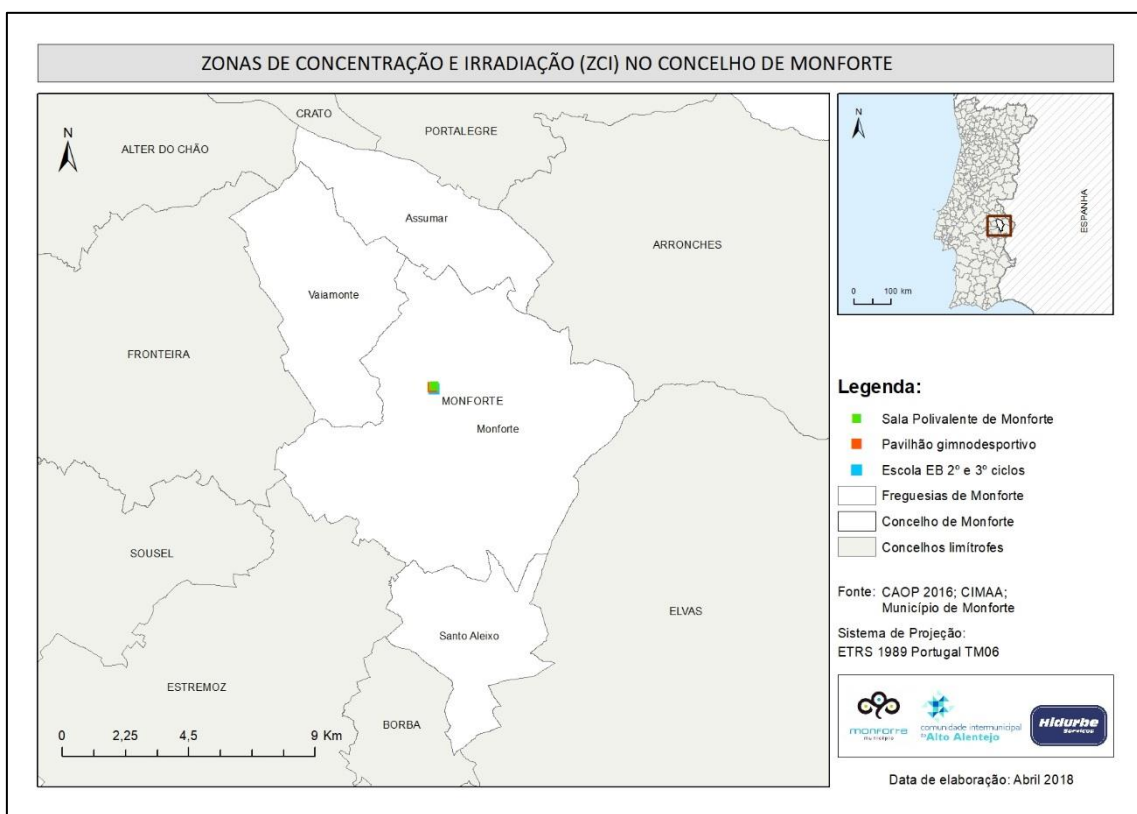 ZONAS DE CONCENTRAÇÃO E IRRADIAÇÃO (ZCI) NO CONCELHO DE MONFORTE
N
CRATO
PORTALEGRE
ALTER DO CHÃO
Assumar
ARRONCHES
Vaiamonte
FRONTEIRA
MONFORTE
Monforte
SOUSEL
ELVAS
Santo Aleixo
ESTREMOZ
BORBA
0 2,25 4,5 9 Km
N
ESPANHA
0 100 km
Legenda:
Sala Polivalente de Monforte
Pavilhão gimnodesportivo
Escola EB 2º e 3º ciclos
Freguesias de Monforte
Concelho de Monforte
Concelhos limítrofes
Fonte: CAOP 2016; CIMAA;
Município de Monforte
Sistema de Projeção:
ETRS 1989 Portugal TM06
monforte
município
comunidade intermunicipal
do Alto Alentejo
Hidurbe
Serviços
Data de elaboração: Abril 2018